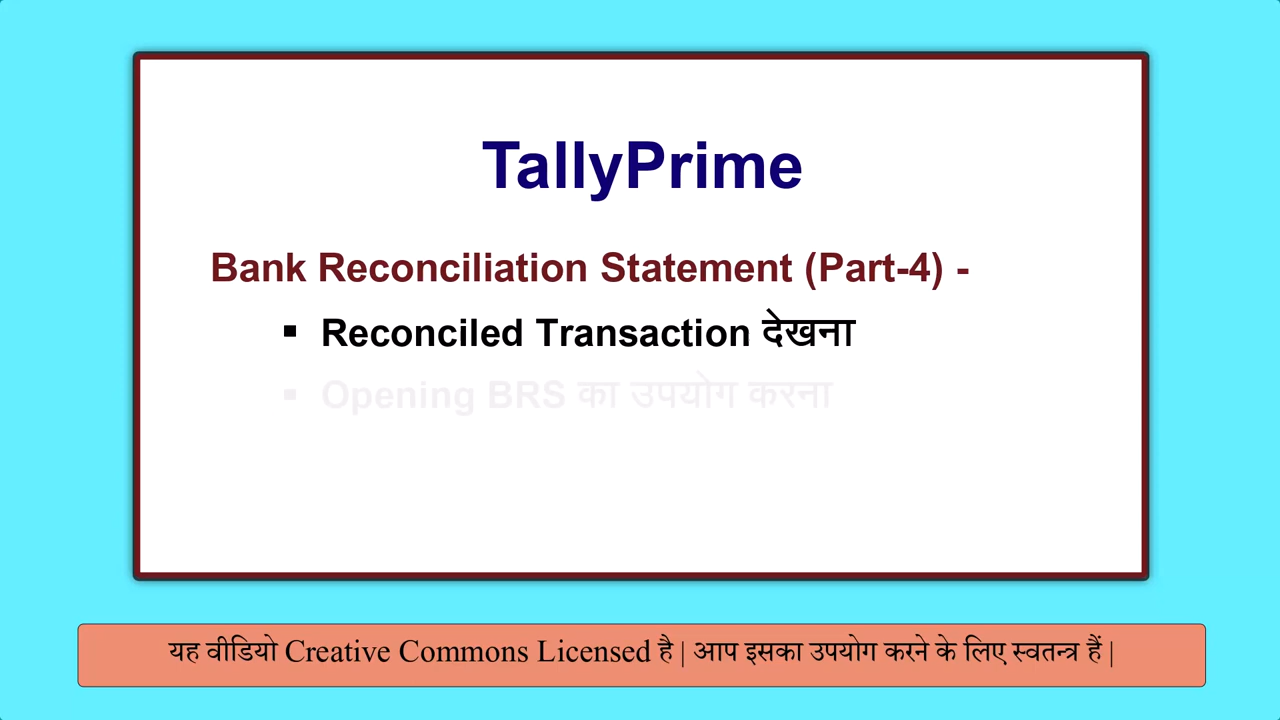 TallyPrime
Bank Reconciliation Statement (Part-4) -
▪ Reconciled Transaction देखना
▪ Opening BRS का उपयोग करना
यह वीडियो Creative Commons Licensed है | आप इसका उपयोग करने के लिए स्वतन्त्र हैं |